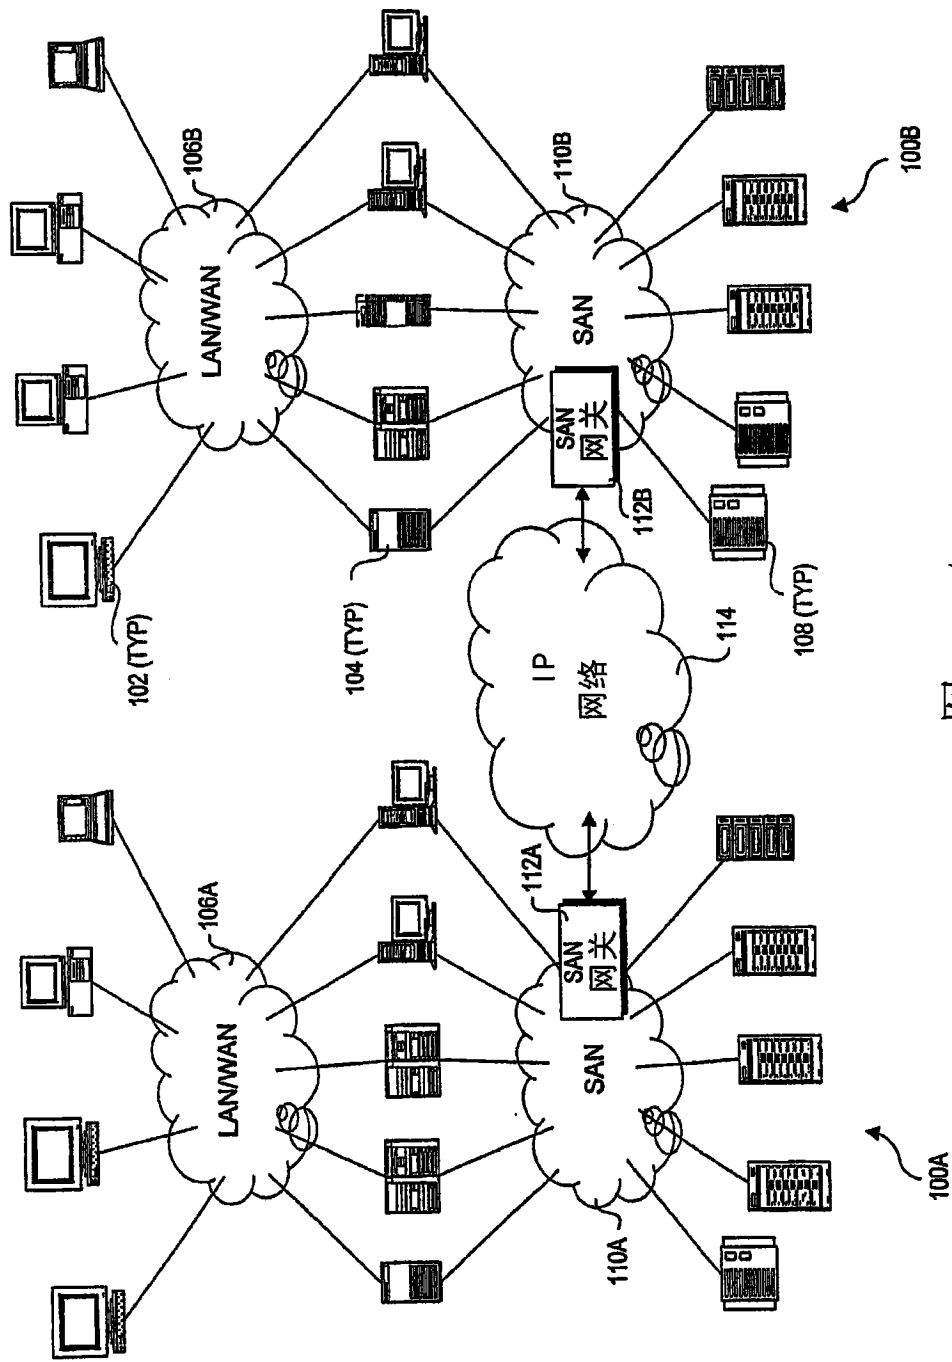 102 (TYP)
106B
106A
LAN/WAN
LAN/WAN
104 (TYP)
112A
IP
网络
110B
SAN
网关
SAN
网关
SAN
SAN
110A
112B
114
108 (TYP)
100B
100A